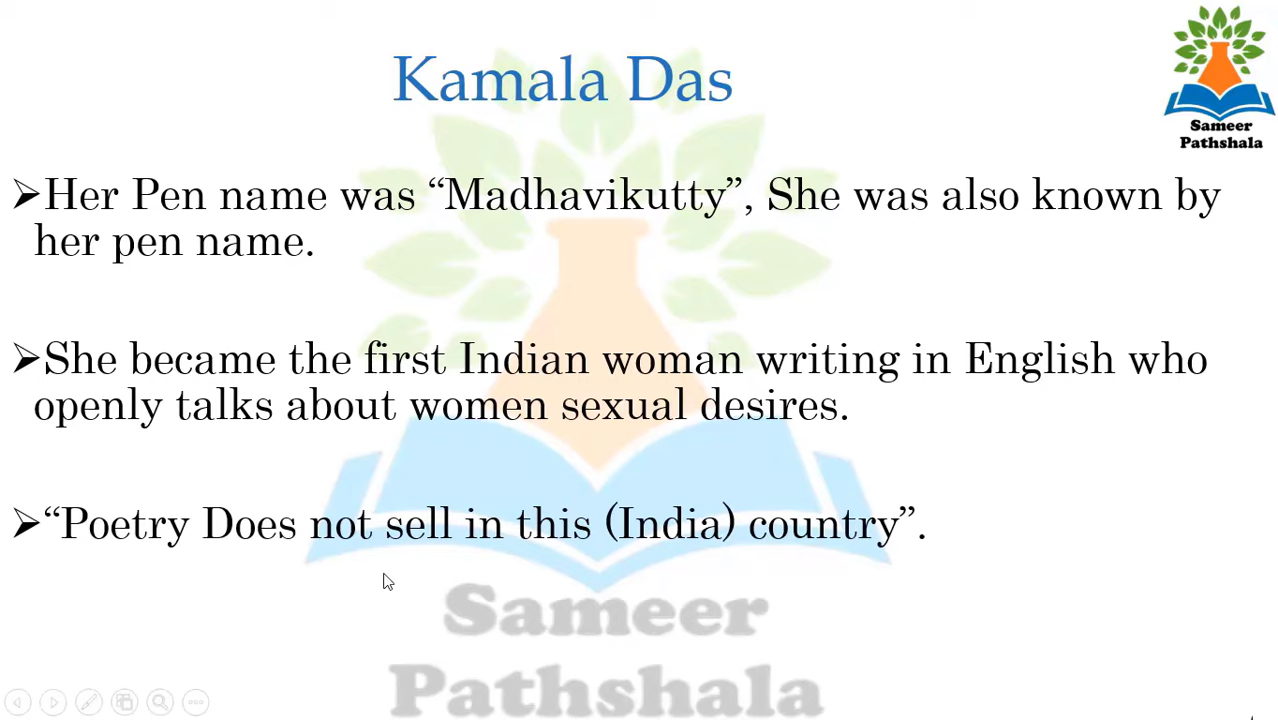 Kamala Das
Sameer
Pathshala
➢Her Pen name was “Madhavikutty”, She was also known by
her pen name.
➢She became the first Indian woman writing in English who
openly talks about women sexual desires.
➢“Poetry Does not sell in this (India) country”.
Sameer
Pathshala